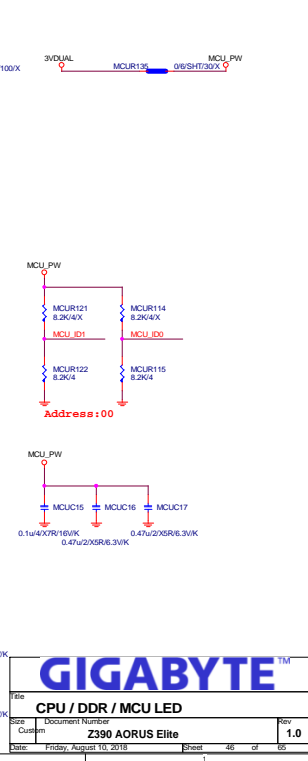 3VDUAL MCU_PW
100/X MCUR135 0/6/SHT/30/X
MCU_PW
MCUR121 MCUR114
8.2K/4/X 8.2K/4/X
MCU_ID1 MCU_ID0
MCUR122 MCUR115
8.2K/4 8.2K/4
Address:00
MCU_PW
MCUC15 MCUC16 MCUC17
0.1u/4/X7R/16V/K 0.47u/2/X5R/6.3V/K
0.47u/2/X5R/6.3V/K
/K
GIGABYTE™
Title
CPU / DDR / MCU LED
/K
Size Document Number Rev
Custom Z390 AORUS Elite 1.0
Date: Friday, August 10, 2018 Sheet 46 of 65
1